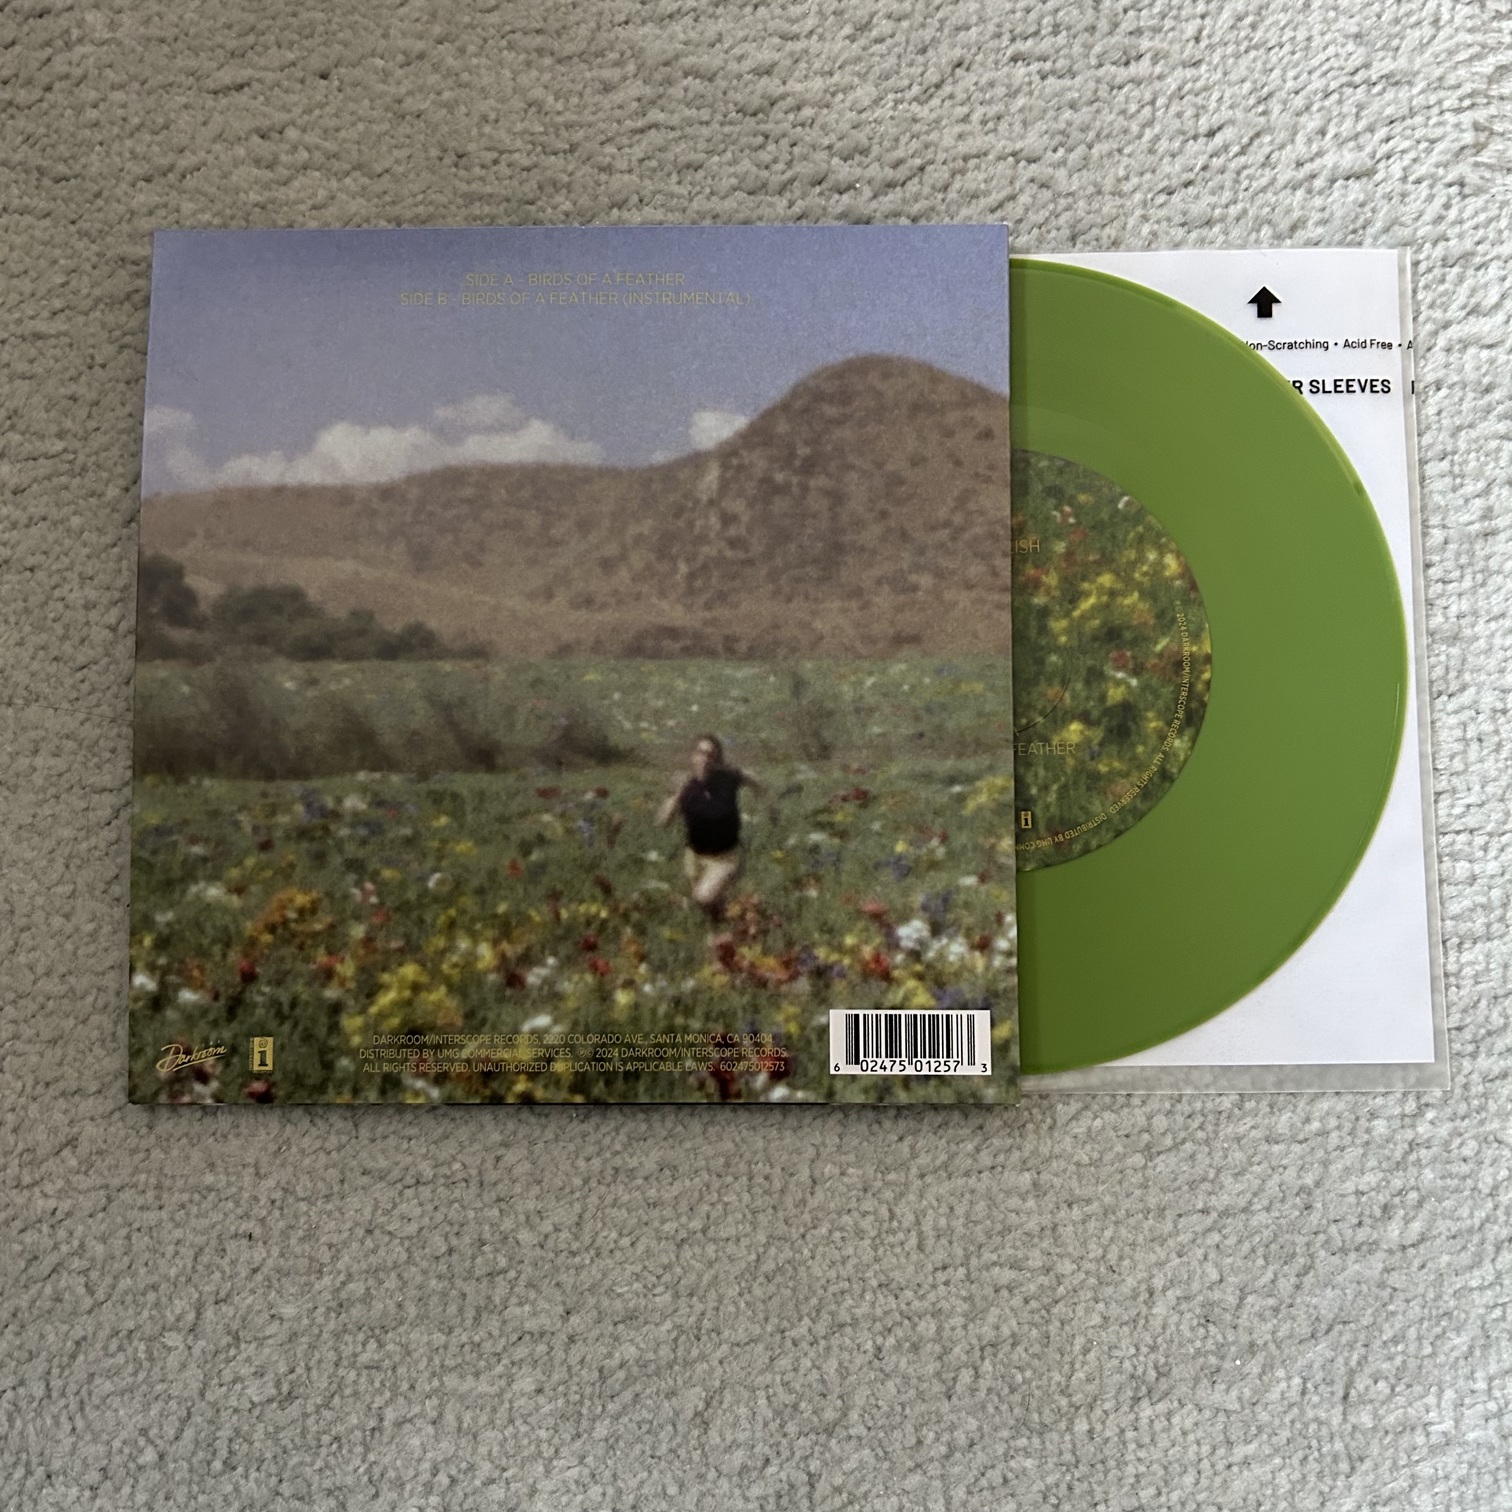 SIDE A - BIRDS OF A FEATHER
SIDE B - BIRDS OF A FEATHER (INSTRUMENTAL)
Darkroom
i
DARKROOM/INTERSCOPE RECORDS, 2220 COLORADO AVE., SANTA MONICA, CA 90404.
DISTRIBUTED BY UMG COMMERCIAL SERVICES. ℗© 2024 DARKROOM/INTERSCOPE RECORDS.
ALL RIGHTS RESERVED. UNAUTHORIZED DUPLICATION IS APPLICABLE LAWS. 602475012573
6 02475 01257 3
on-Scratching • Acid Free • A
R SLEEVES
ISH
FEATHER
i
2024 DARKROOM/INTERSCOPE RECORDS. ALL RIGHTS RESERVED. DISTRIBUTED BY UMG COMM